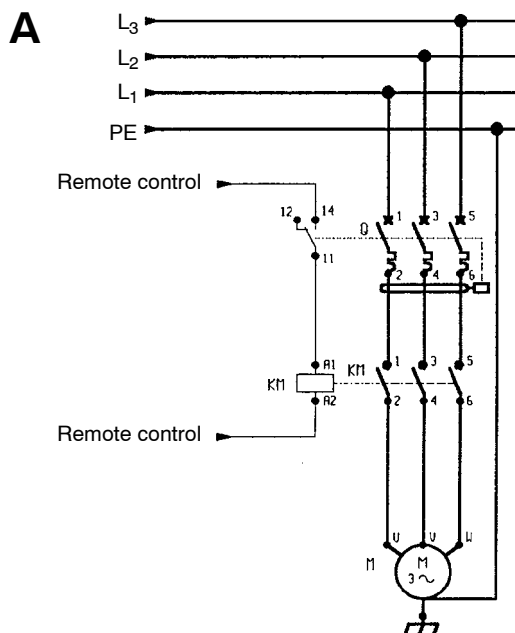 A
L3
L2
L1
PE
Remote control
12 14
Q 1 3 5
11
2 4 6
A1
KM KM 1 3 5
A2 2 4 6
Remote control
U V W
M M
3 ~